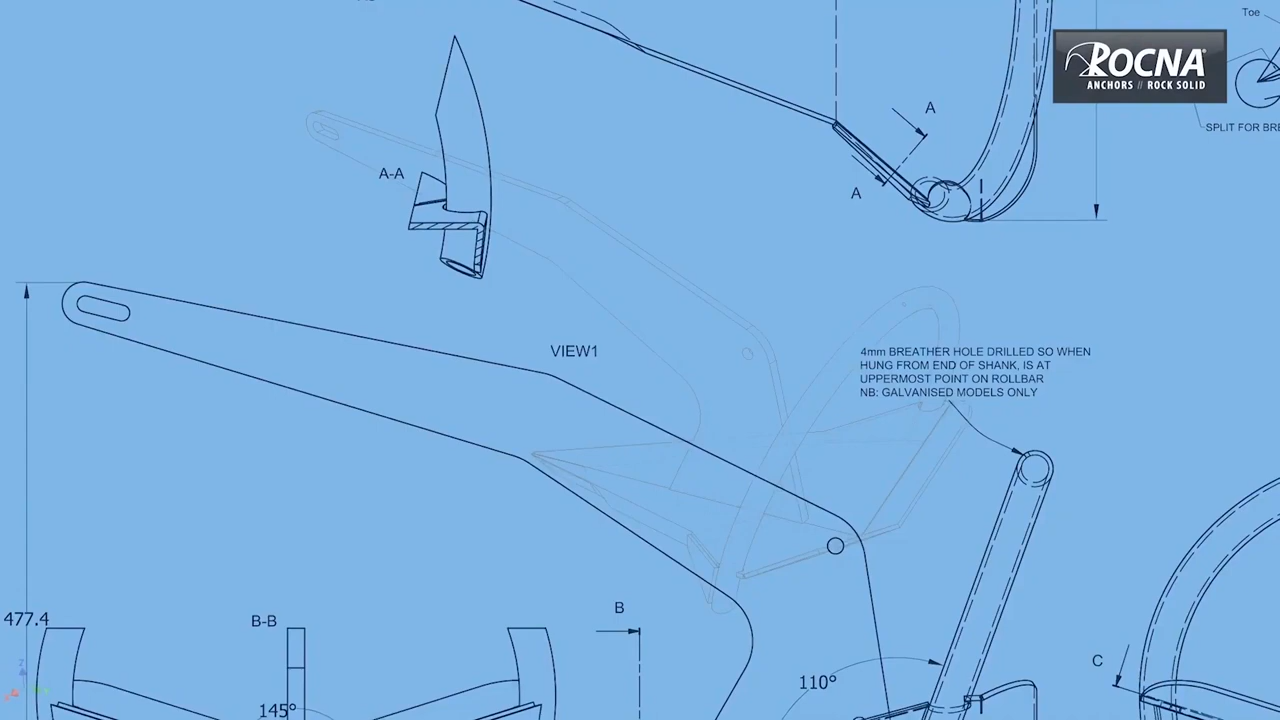 Toe
ROCNA
ANCHORS // ROCK SOLID
A
SPLIT FOR BRE
A-A
A
VIEW1
4mm BREATHER HOLE DRILLED SO WHEN
HUNG FROM END OF SHANK, IS AT
UPPERMOST POINT ON ROLLBAR
NB: GALVANISED MODELS ONLY
477.4
B-B
B
C
110°
145°